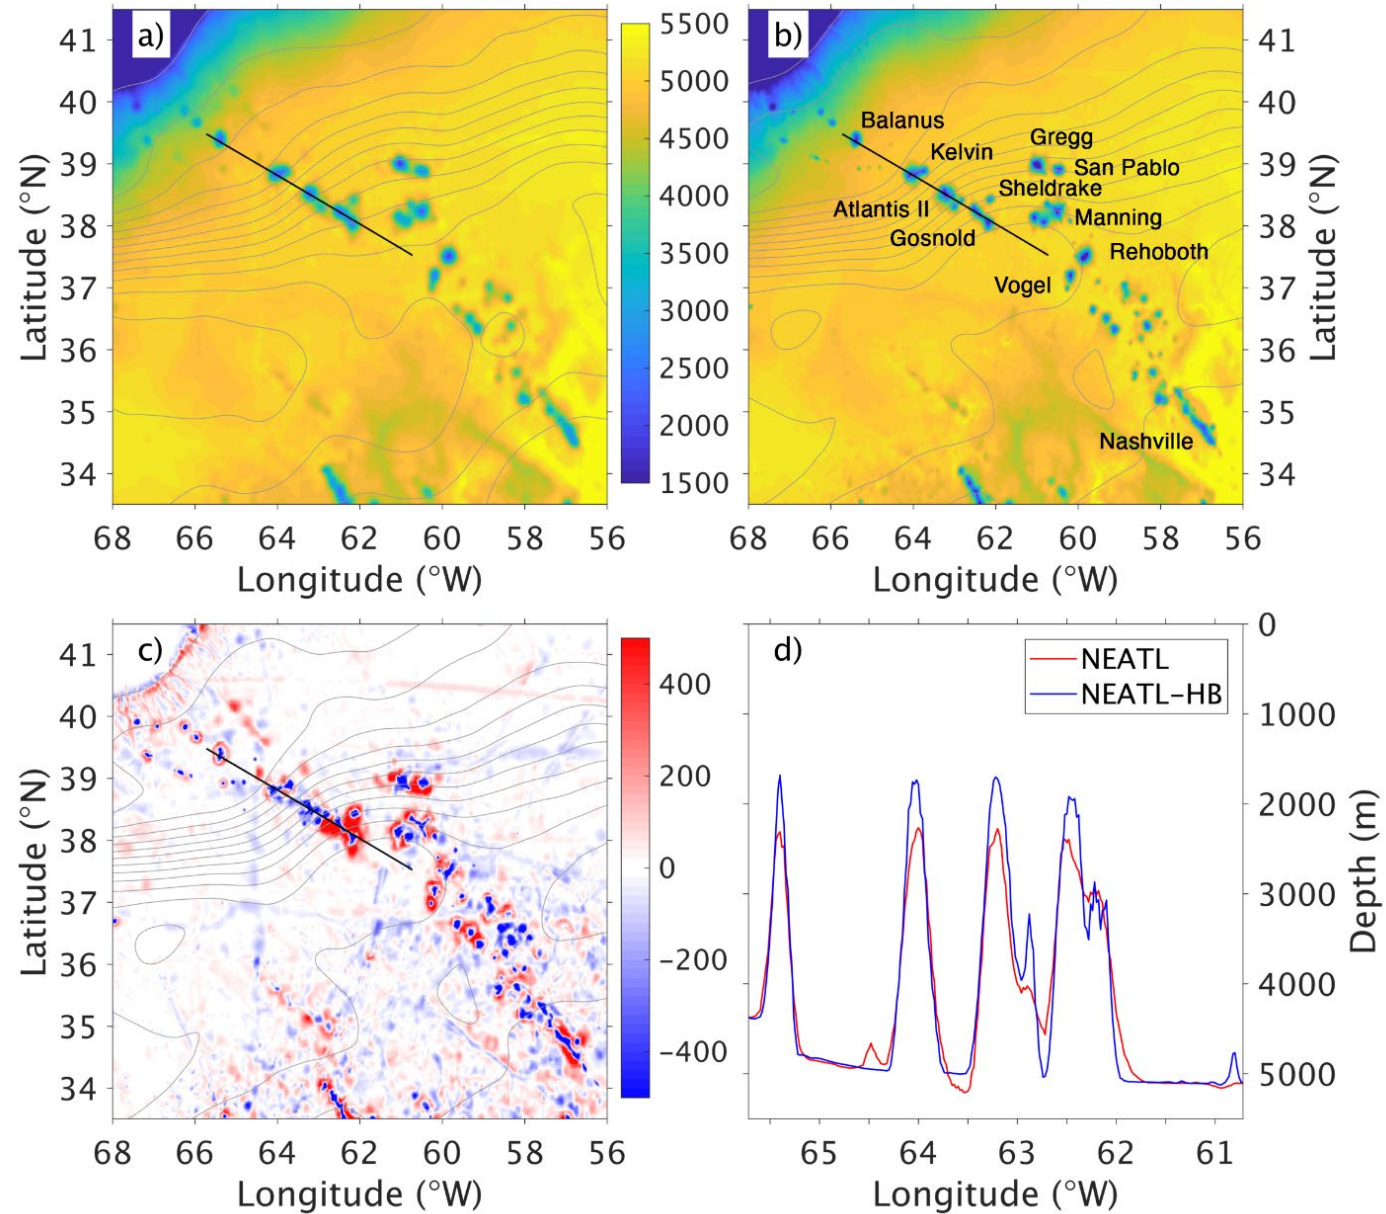 a)
41
40
39
38
37
36
35
34
Latitude (°N)
68 66 64 62 60 58 56
Longitude (°W)
5500
5000
4500
4000
3500
3000
2500
2000
1500
b)
Balanus
Gregg
Kelvin
San Pablo
Sheldrake
Atlantis II
Manning
Gosnold
Rehoboth
Vogel
Nashville
41
40
39
38
37
36
35
34
Latitude (°N)
68 66 64 62 60 58 56
Longitude (°W)
c)
41
40
39
38
37
36
35
34
Latitude (°N)
68 66 64 62 60 58 56
Longitude (°W)
400
200
0
−200
−400
d)
NEATL
NEATL−HB
0
1000
2000
3000
4000
5000
Depth (m)
65 64 63 62 61
Longitude (°W)